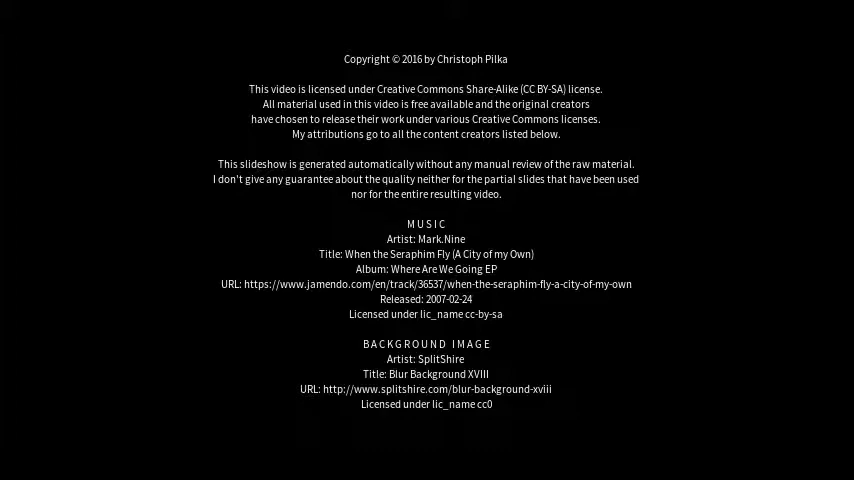 Copyright © 2016 by Christoph Pilka
This video is licensed under Creative Commons Share-Alike (CC BY-SA) license.
All material used in this video is free available and the original creators
have chosen to release their work under various Creative Commons licenses.
My attributions go to all the content creators listed below.
This slideshow is generated automatically without any manual review of the raw material.
I don't give any guarantee about the quality neither for the partial slides that have been used
nor for the entire resulting video.
MUSIC
Artist: Mark.Nine
Title: When the Seraphim Fly (A City of my Own)
Album: Where Are We Going EP
URL: https://www.jamendo.com/en/track/36537/when-the-seraphim-fly-a-city-of-my-own
Released: 2007-02-24
Licensed under lic_name cc-by-sa
BACKGROUND IMAGE
Artist: SplitShire
Title: Blur Background XVIII
URL: http://www.splitshire.com/blur-background-xviii
Licensed under lic_name cc0